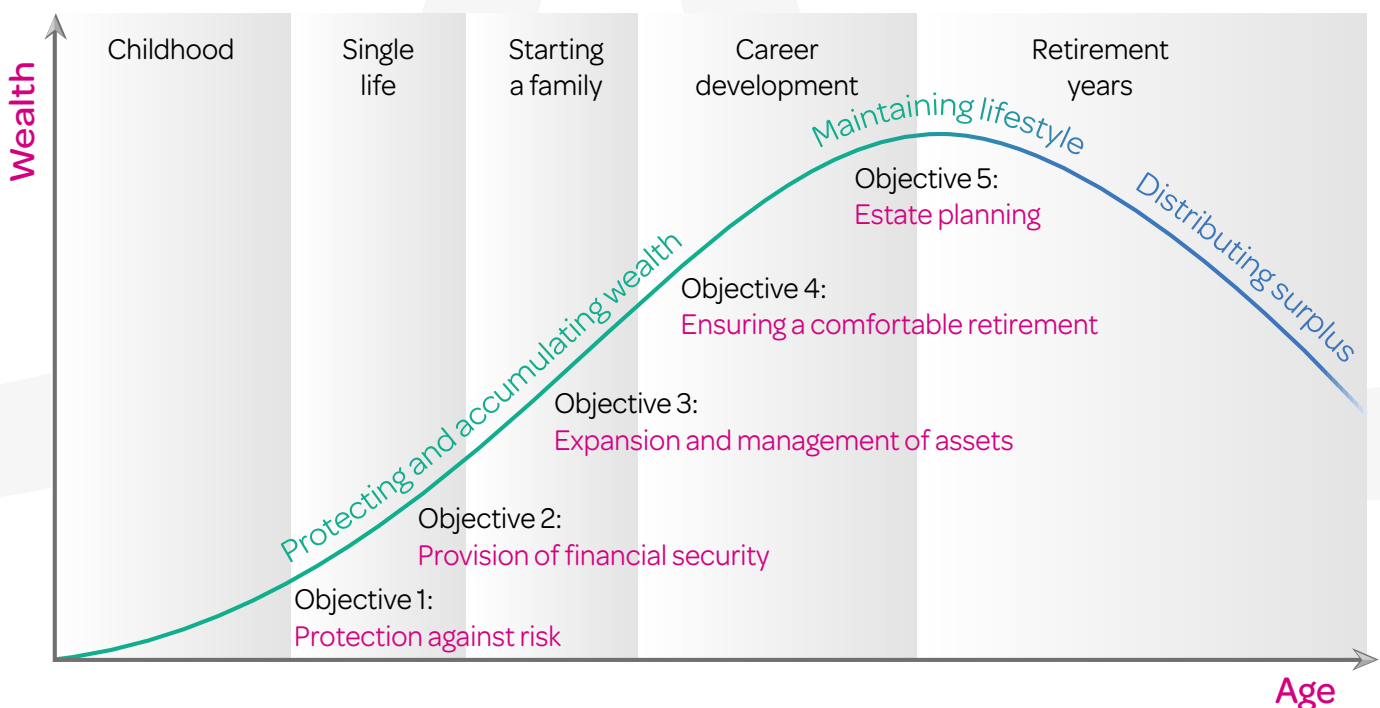 Wealth
Childhood
Single
life
Starting
a family
Career
development
Retirement
years
Maintaining lifestyle
Distributing surplus
Protecting and accumulating wealth
Objective 5:
Estate planning
Objective 4:
Ensuring a comfortable retirement
Objective 3:
Expansion and management of assets
Objective 2:
Provision of financial security
Objective 1:
Protection against risk
Age